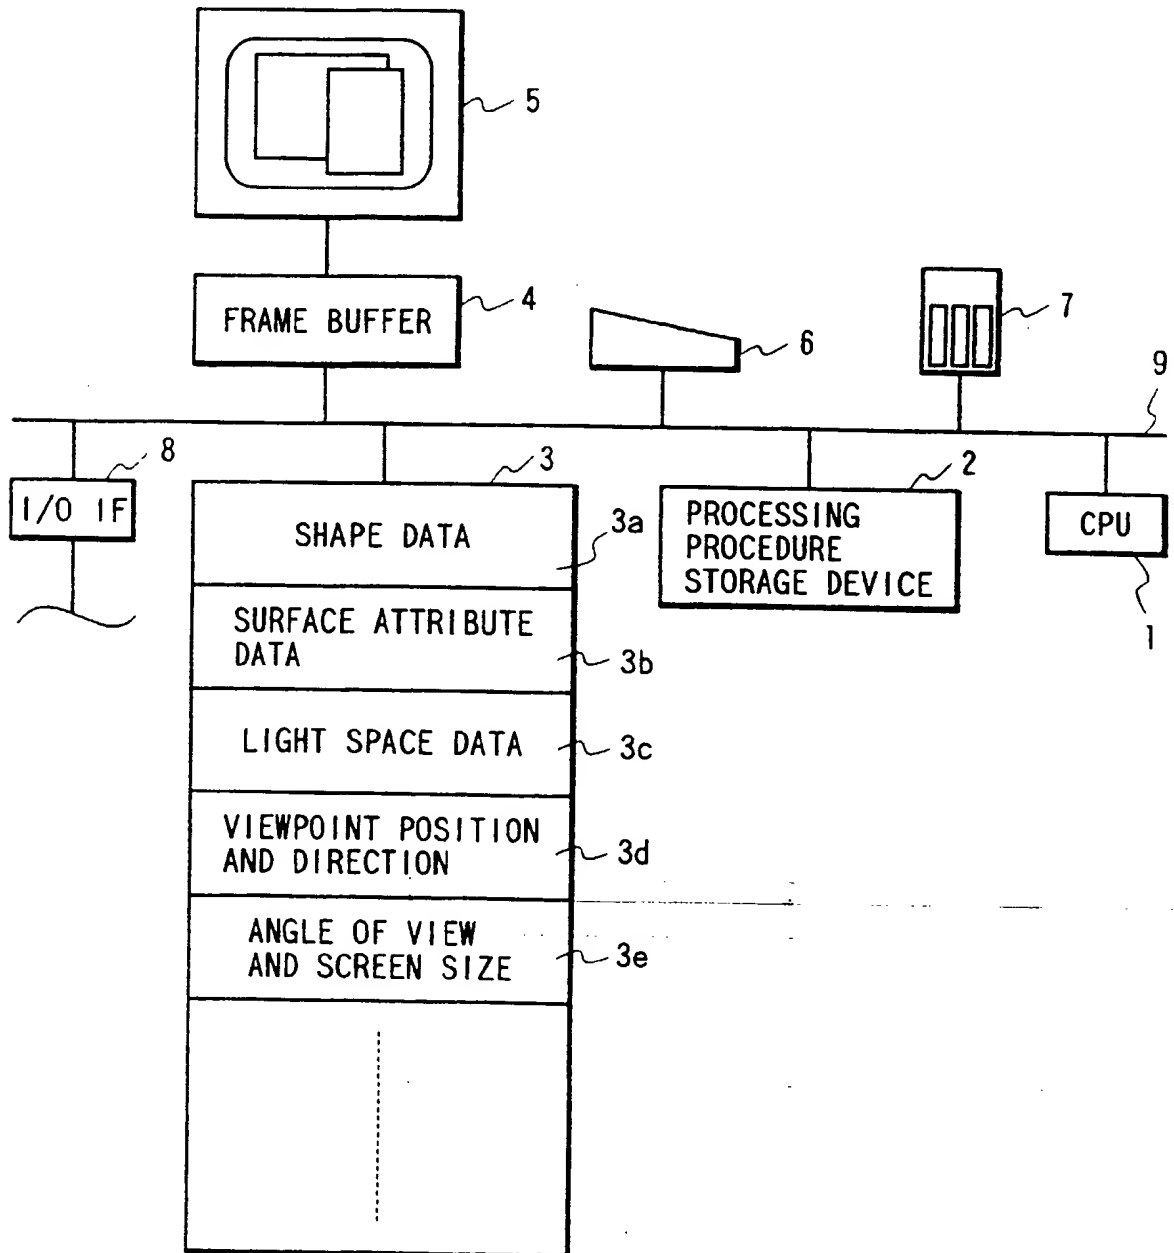 5
FRAME BUFFER
4
6
7
9
8
I/O IF
3
SHAPE DATA
3a
2
PROCESSING
PROCEDURE
STORAGE DEVICE
CPU
1
SURFACE ATTRIBUTE
DATA
3b
LIGHT SPACE DATA
3c
VIEWPOINT POSITION
AND DIRECTION
3d
ANGLE OF VIEW
AND SCREEN SIZE
3e